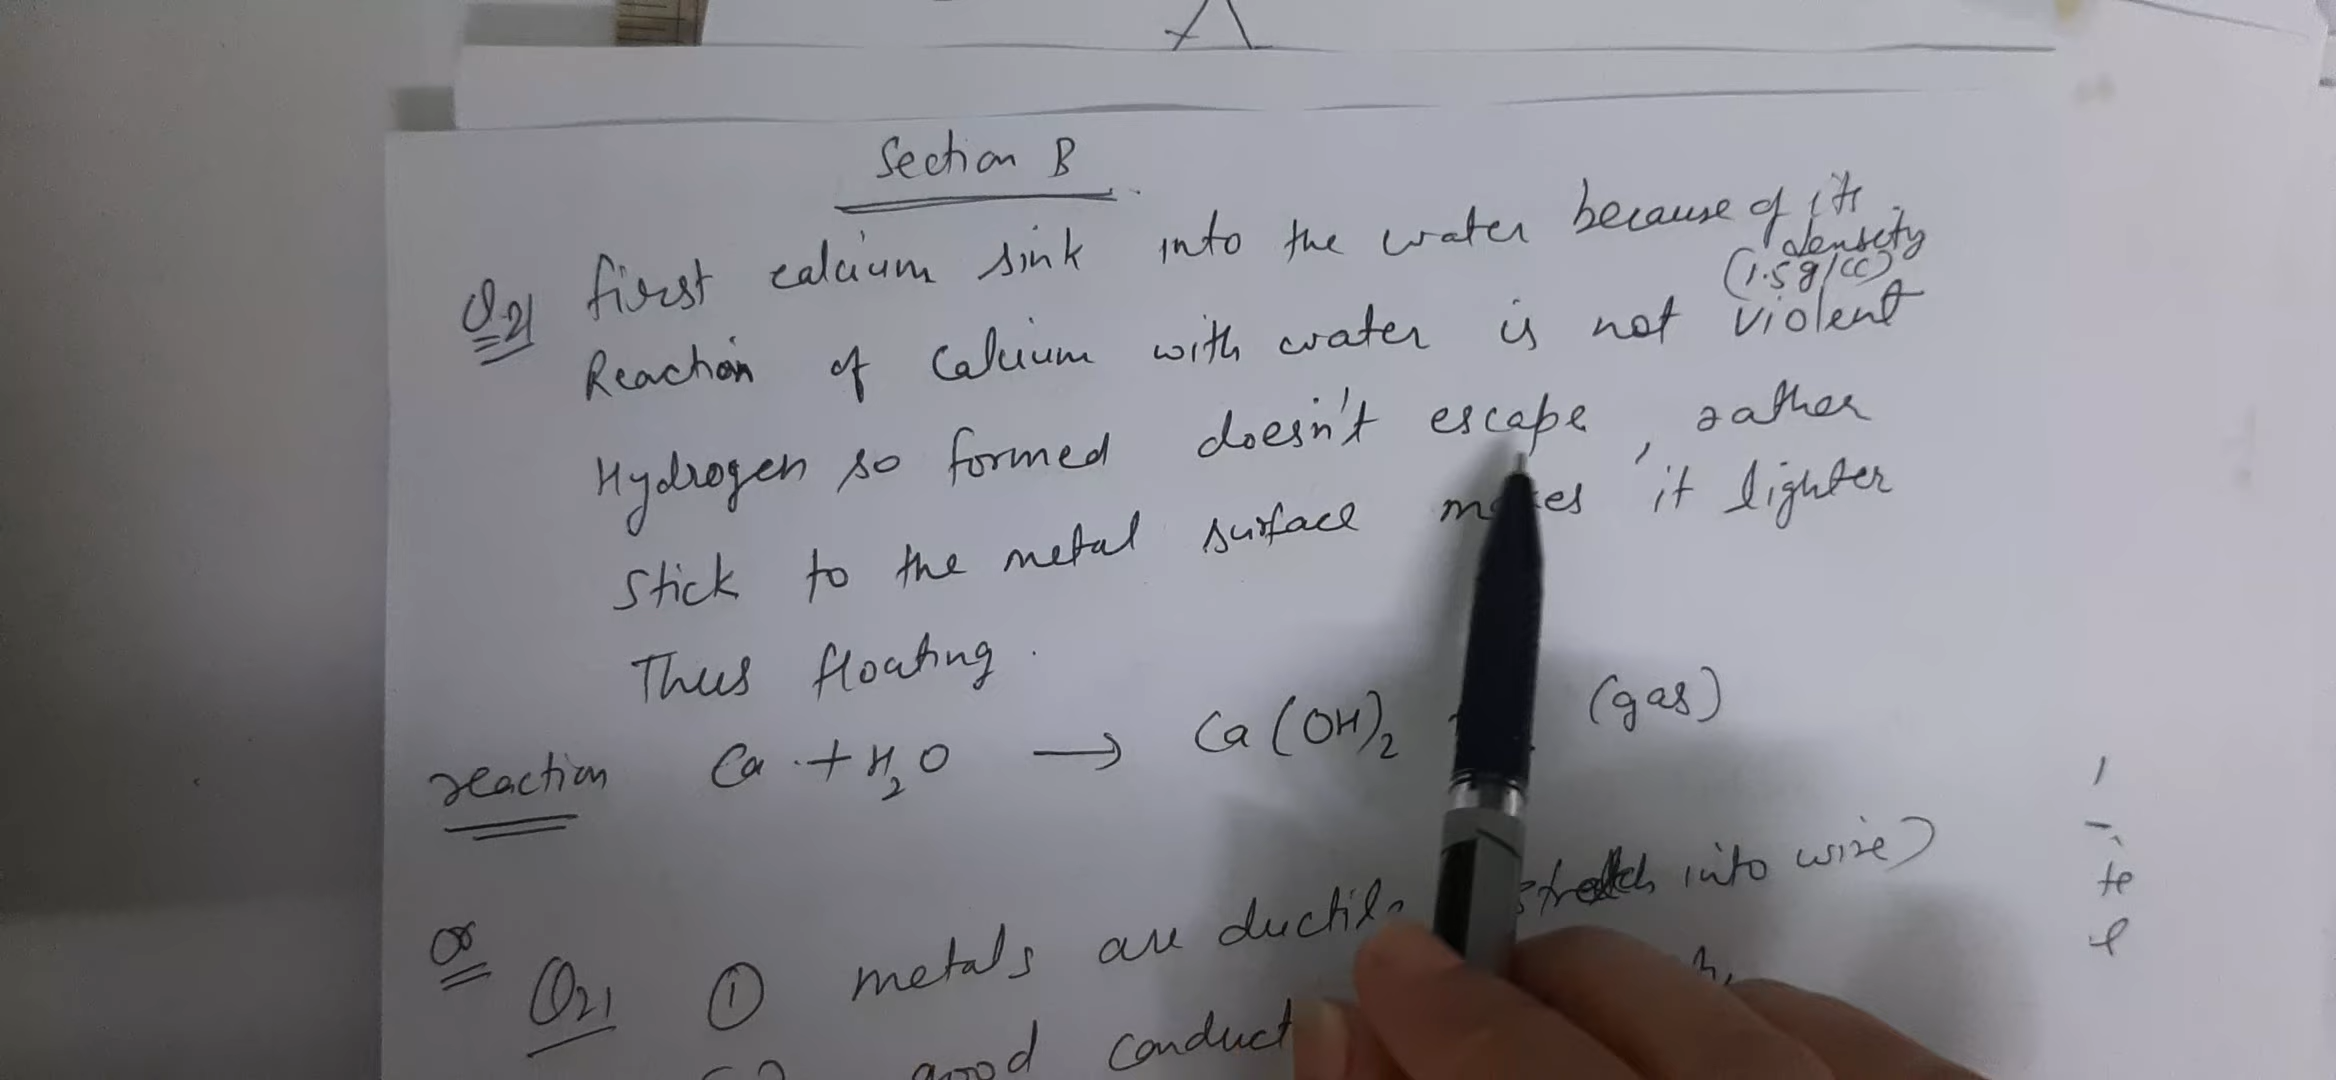 Section B
Q.21 first calcium sink into the water because of its
density
(1.5g/cc)
Reaction of Calcium with water is not violent
Hydrogen so formed doesn't escape, rather
Stick to the metal surface makes it lighter
Thus floating.
reaction Ca + H2O → Ca(OH)2 (gas)
or
Q21 ① metals are ductile into wire)
good conduct